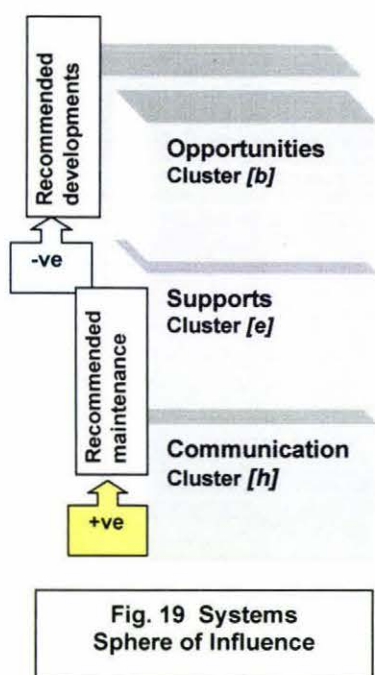 Recommended
developments
Opportunities
Cluster [b]
-ve
Supports
Cluster [e]
Recommended
maintenance
Communication
Cluster [h]
+ve
Fig. 19 Systems
Sphere of Influence